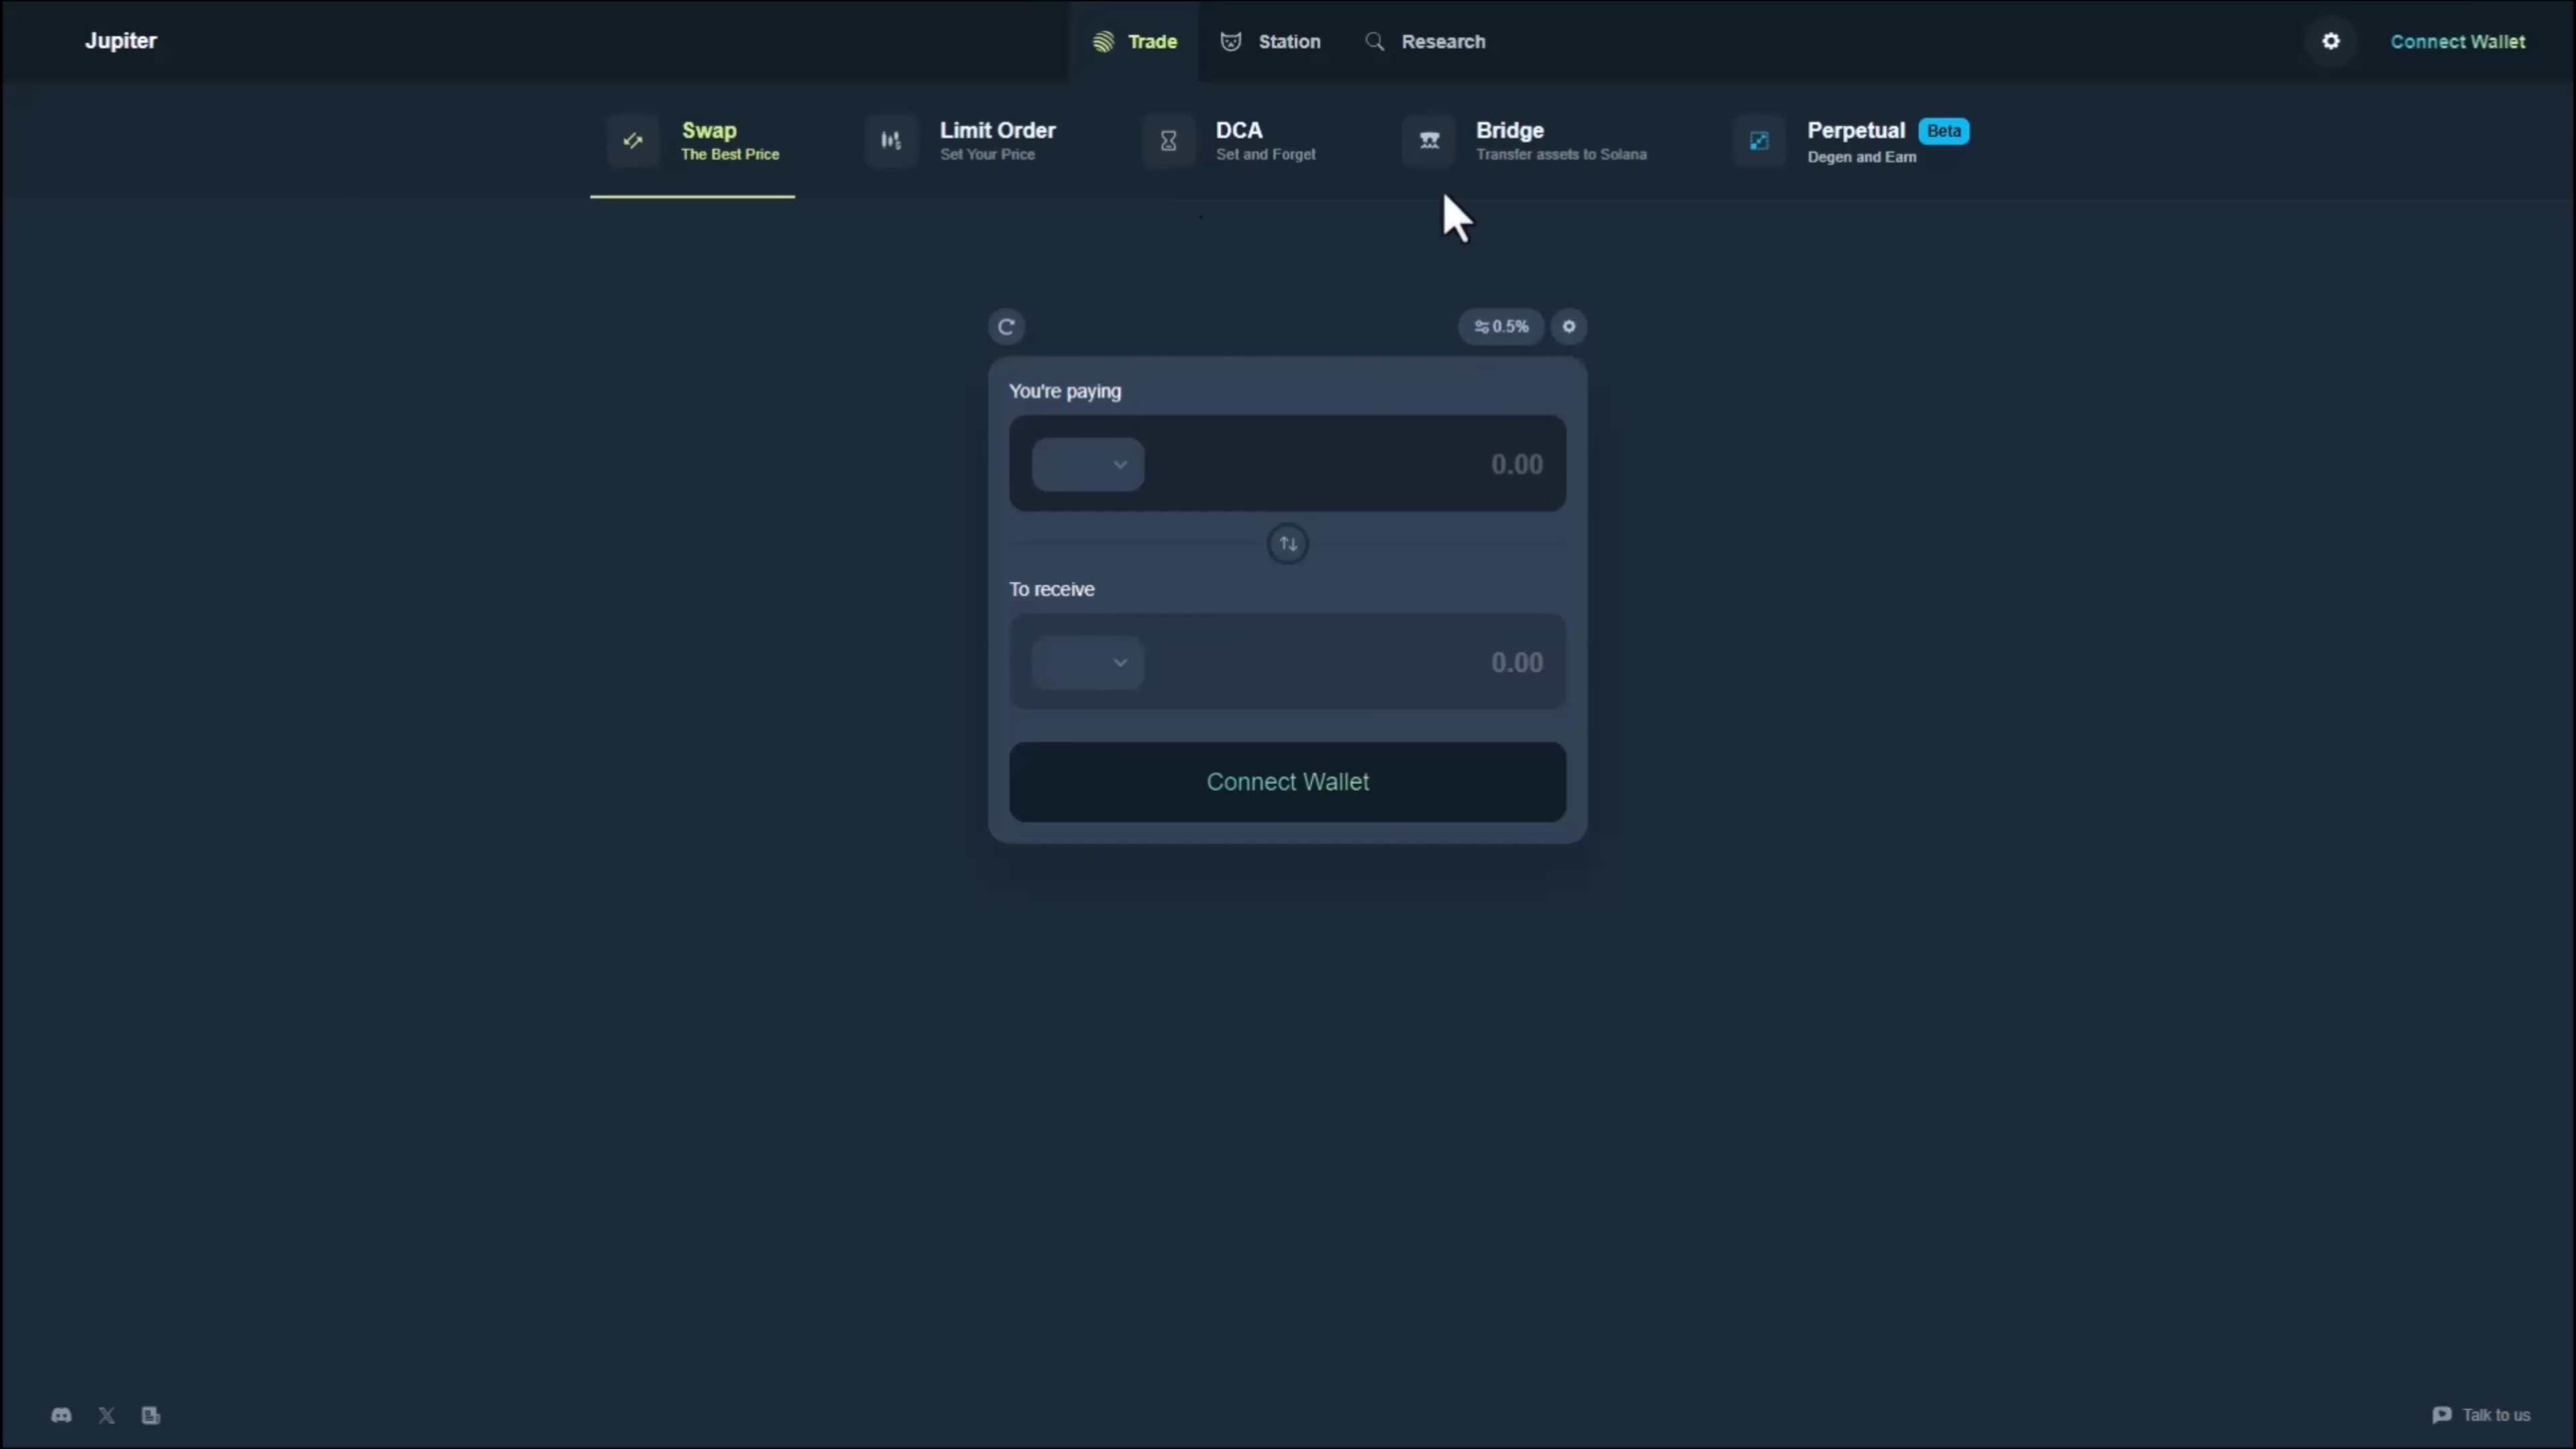 Jupiter
Trade
Station
Research
Connect Wallet
Swap
The Best Price
Limit Order
Set Your Price
DCA
Set and Forget
Bridge
Transfer assets to Solana
Perpetual Beta
Degen and Earn
0.5%
You're paying
0.00
To receive
0.00
Connect Wallet
Talk to us